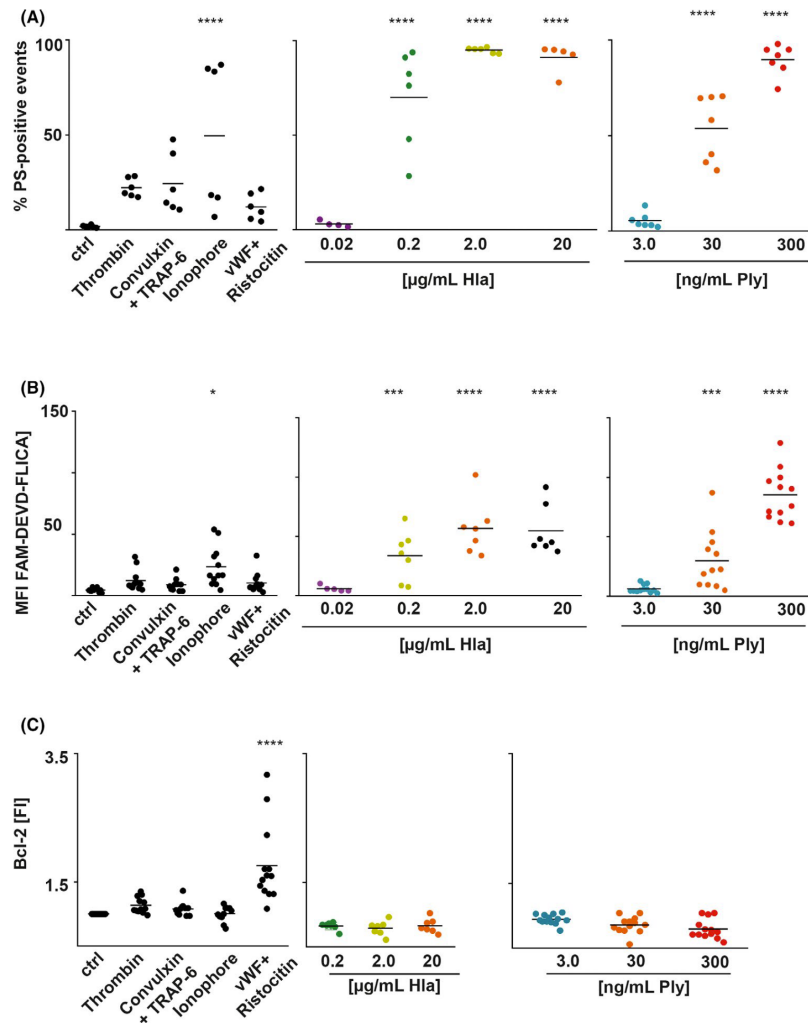 (A)
**** **** **** **** **** ****
% PS-positive events
100
50
0
ctrl
Thrombin
Convulxin
+ TRAP-6
Ionophore
vWF+
Ristocitin
0.02 0.2 2.0 20
[µg/mL Hla]
3.0 30 300
[ng/mL Ply]
(B)
* *** **** **** *** ****
MFI FAM-DEVD-FLICA
150
50
0
ctrl
Thrombin
Convulxin
+ TRAP-6
Ionophore
vWF+
Ristocitin
0.02 0.2 2.0 20
[µg/mL Hla]
3.0 30 300
[ng/mL Ply]
(C)
****
Bcl-2 [FI]
3.5
1.5
ctrl
Thrombin
Convulxin
+ TRAP-6
Ionophore
vWF+
Ristocitin
0.2 2.0 20
[µg/mL Hla]
3.0 30 300
[ng/mL Ply]